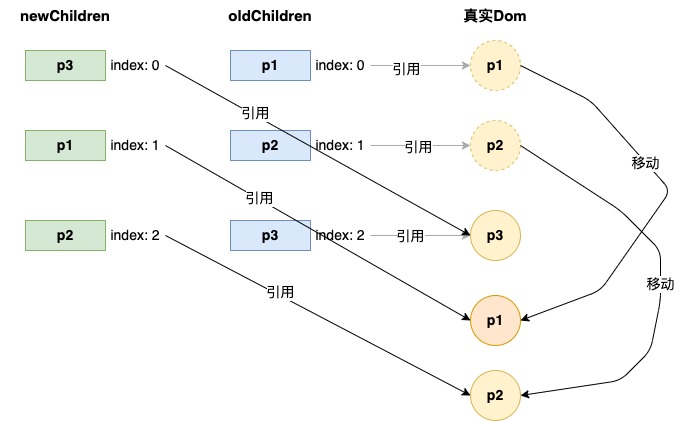 newChildren oldChildren 真实Dom
p3 index: 0 p1 index: 0 引用 p1
引用
p1 index: 1 p2 index: 1 引用 p2
移动
引用
p2 index: 2 p3 index: 2 引用 p3
移动
引用
p1
p2